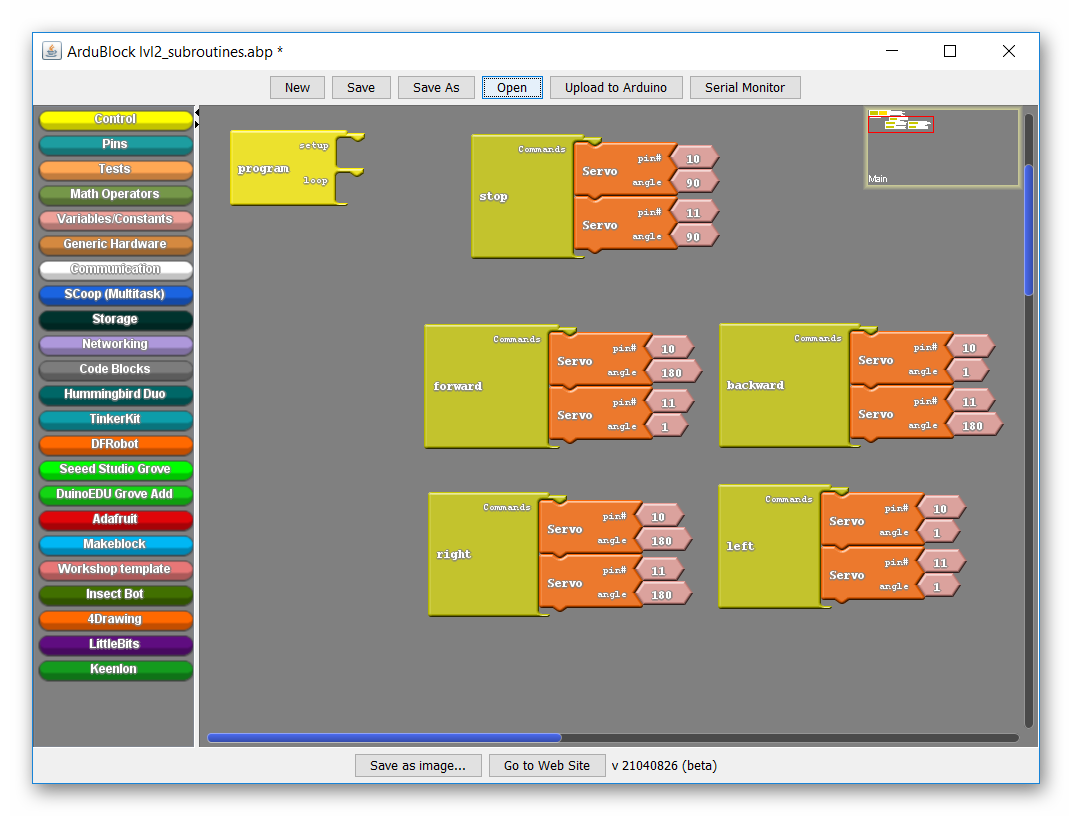 ArduBlock lvl2_subroutines.abp *
New Save Save As Open Upload to Arduino Serial Monitor
Control
Pins
Tests
Math Operators
Variables/Constants
Generic Hardware
Communication
SCoop (Multitask)
Storage
Networking
Code Blocks
Hummingbird Duo
TinkerKit
DFRobot
Seeed Studio Grove
DuinoEDU Grove Add
Adafruit
Makeblock
Workshop template
Insect Bot
4Drawing
LittleBits
Keenlon
program
setup
loop
stop
Commands
Servo
pin# 10
angle 90
Servo
pin# 11
angle 90
Main
forward
Commands
Servo
pin# 10
angle 180
Servo
pin# 11
angle 1
backward
Commands
Servo
pin# 10
angle 1
Servo
pin# 11
angle 180
right
Commands
Servo
pin# 10
angle 180
Servo
pin# 11
angle 180
left
Commands
Servo
pin# 10
angle 1
Servo
pin# 11
angle 1
Save as image... Go to Web Site v 21040826 (beta)